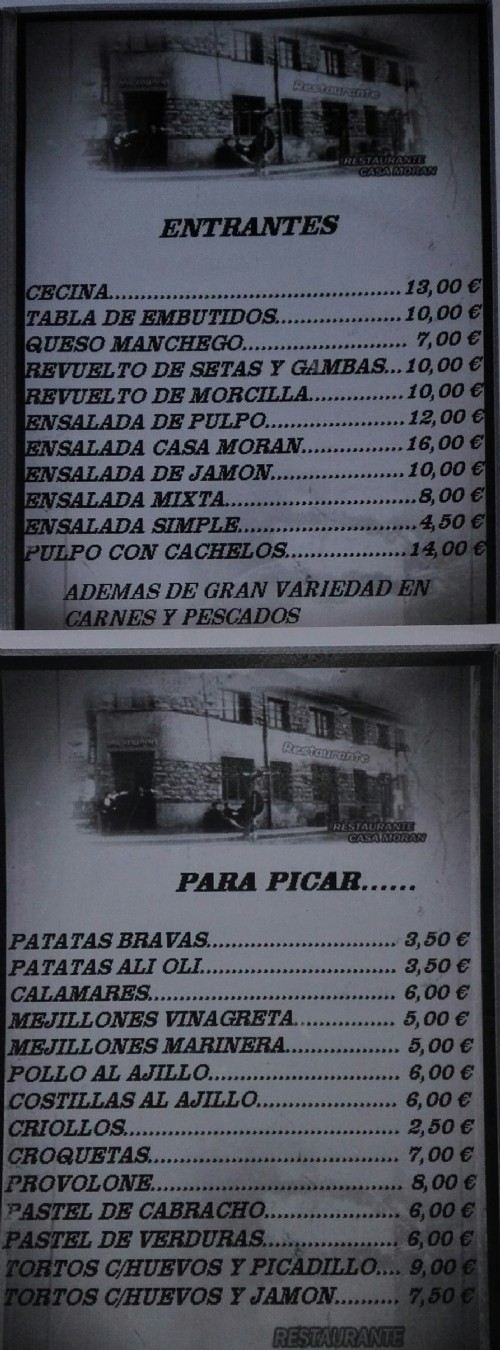 Restaurante
RESTAURANTE
CASA MORAN
ENTRANTES
CECINA............................................... 13,00 €
TABLA DE EMBUTIDOS.................... 10,00 €
QUESO MANCHEGO.......................... 7,00 €
REVUELTO DE SETAS Y GAMBAS... 10,00 €
REVUELTO DE MORCILLA............... 10,00 €
ENSALADA DE PULPO...................... 12,00 €
ENSALADA CASA MORAN................ 16,00 €
ENSALADA DE JAMON..................... 10,00 €
ENSALADA MIXTA............................... 8,00 €
ENSALADA SIMPLE............................ 4,50 €
PULPO CON CACHELOS................... 14,00 €
ADEMAS DE GRAN VARIEDAD EN
CARNES Y PESCADOS
Restaurante
RESTAURANTE
CASA MORAN
PARA PICAR......
PATATAS BRAVAS.............................. 3,50 €
PATATAS ALI OLI............................... 3,50 €
CALAMARES........................................ 6,00 €
MEJILLONES VINAGRETA................ 5,00 €
MEJILLONES MARINERA.................. 5,00 €
POLLO AL AJILLO.............................. 6,00 €
COSTILLAS AL AJILLO...................... 6,00 €
CRIOLLOS............................................ 2,50 €
CROQUETAS........................................ 7,00 €
PROVOLONE........................................ 8,00 €
PASTEL DE CABRACHO..................... 6,00 €
PASTEL DE VERDURAS...................... 6,00 €
TORTOS C/HUEVOS Y PICADILLO.... 9,00 €
TORTOS C/HUEVOS Y JAMON.......... 7,50 €
RESTAURANTE